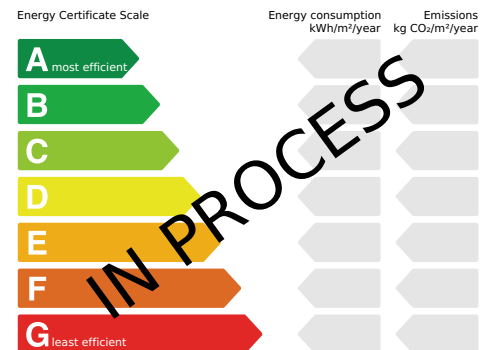 Energy Certificate Scale
Energy consumption
kWh/m²/year
Emissions
kg CO₂/m²/year
A most efficient
B
C
D
E
F
G least efficient
IN PROCESS